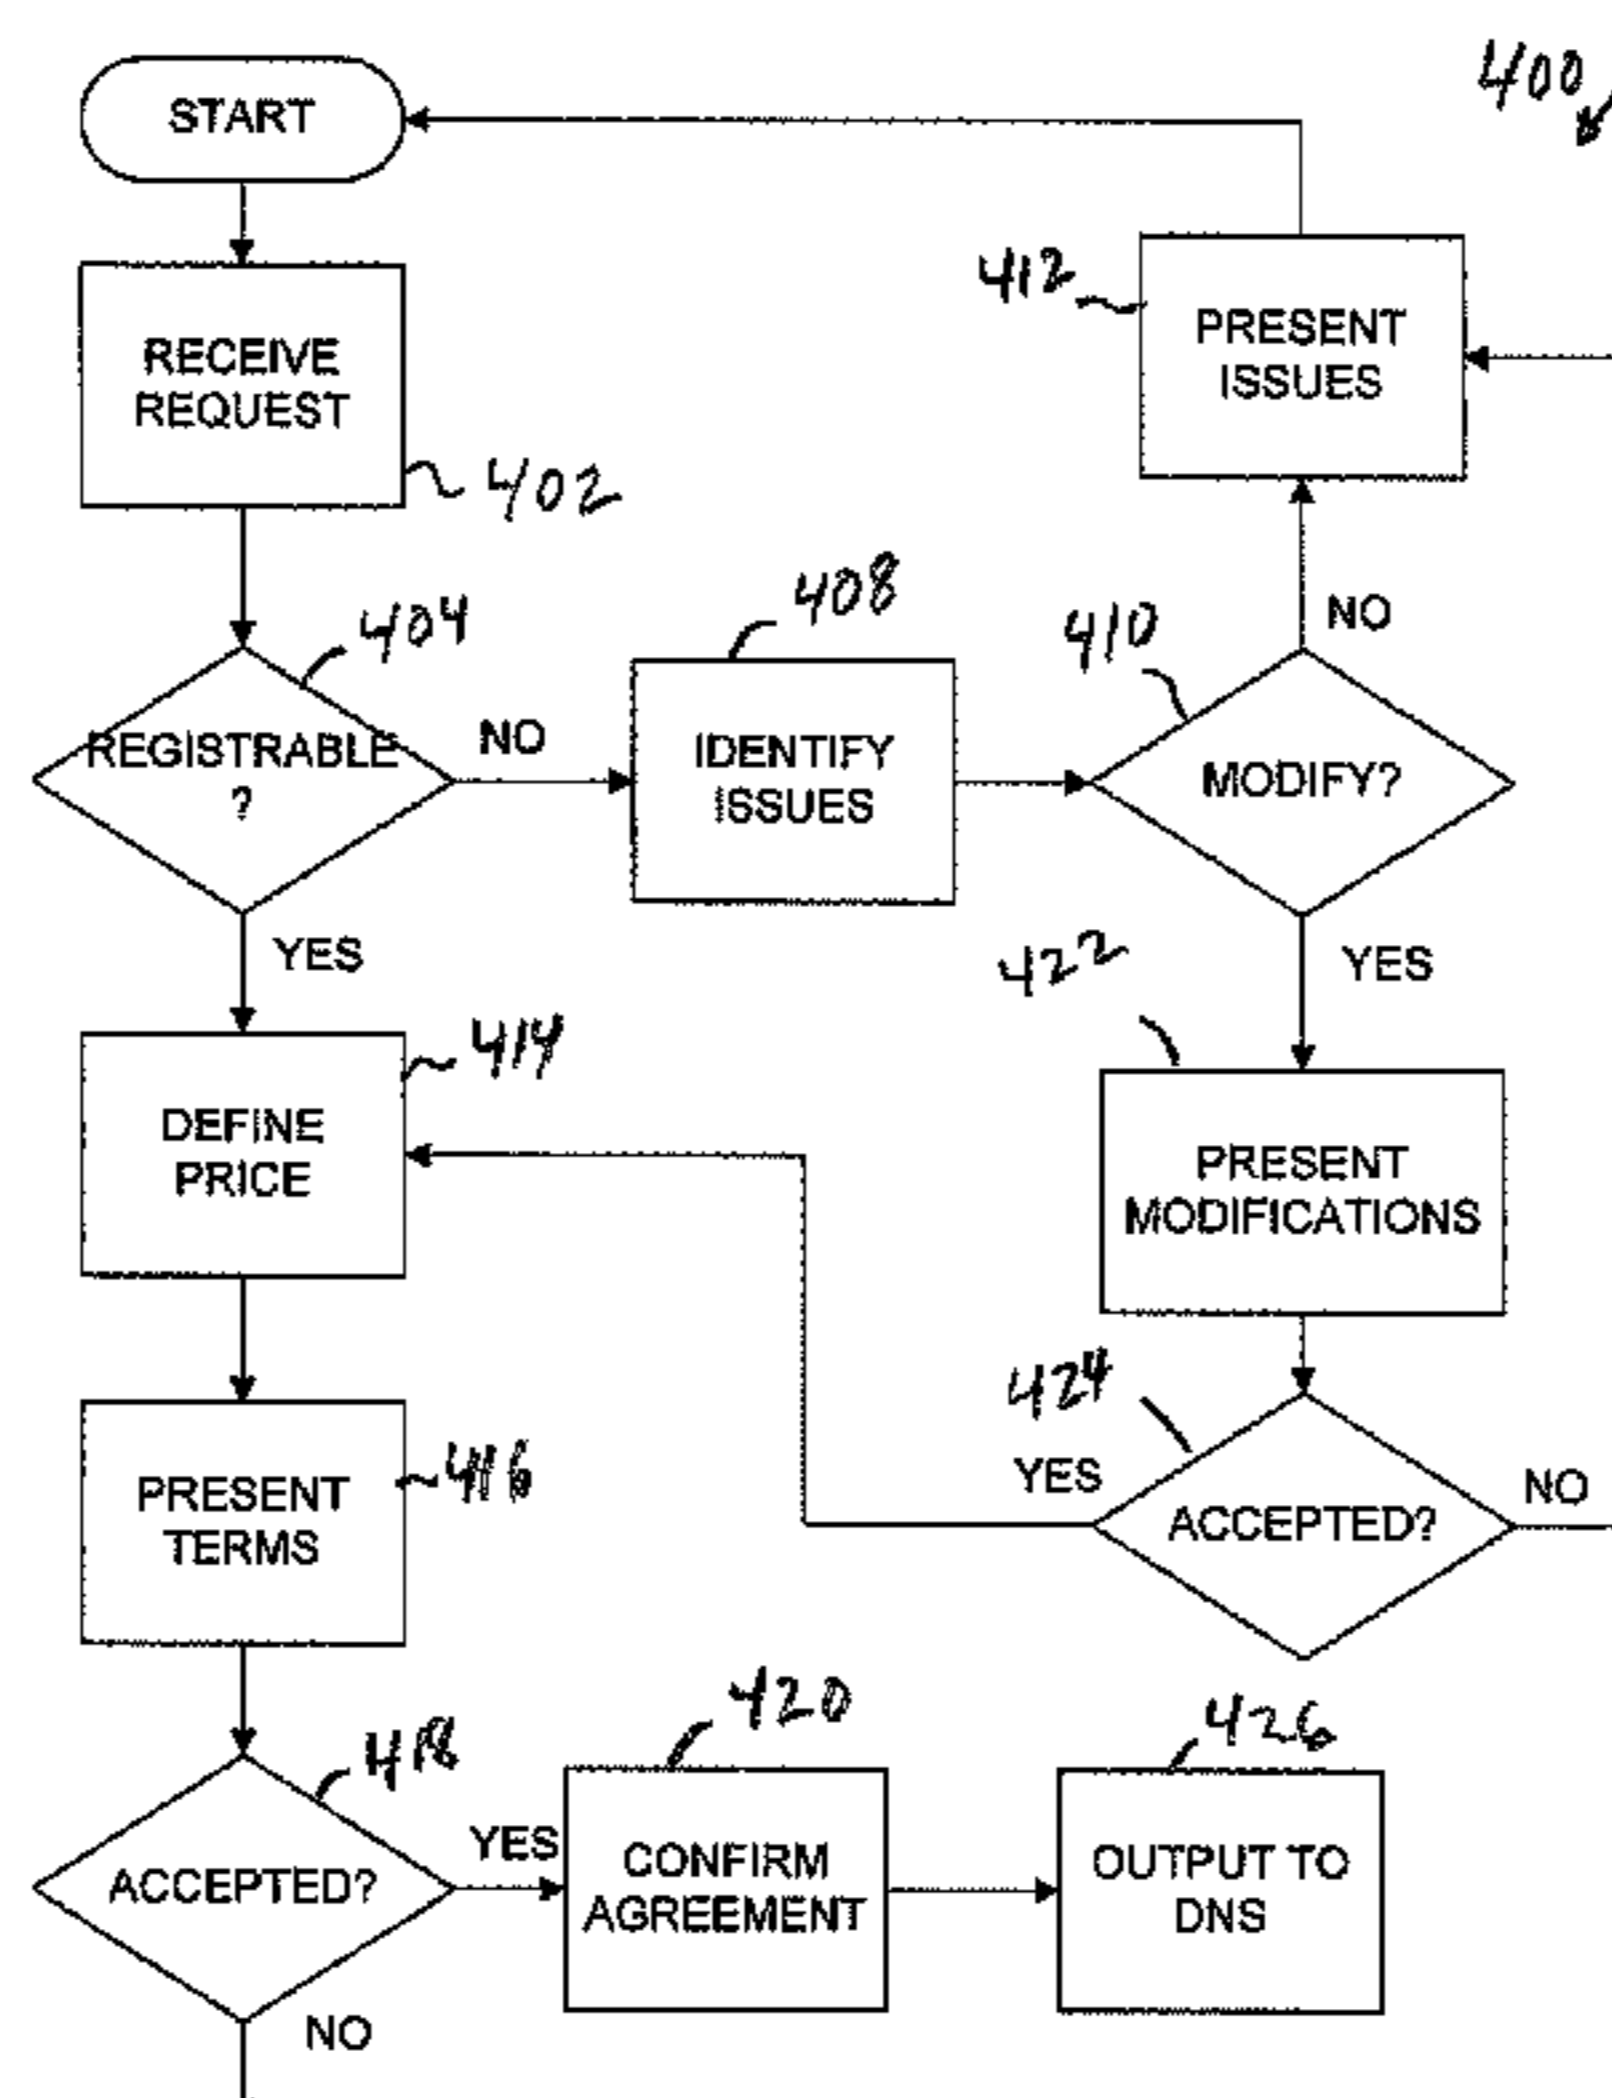 400
START
412
PRESENT
ISSUES
RECEIVE
REQUEST
402
404
408
410
NO
REGISTRABLE
?
NO
IDENTIFY
ISSUES
MODIFY?
YES
422
YES
414
DEFINE
PRICE
PRESENT
MODIFICATIONS
424
416
PRESENT
TERMS
YES
ACCEPTED?
NO
418
420
426
ACCEPTED?
YES
CONFIRM
AGREEMENT
OUTPUT TO
DNS
NO